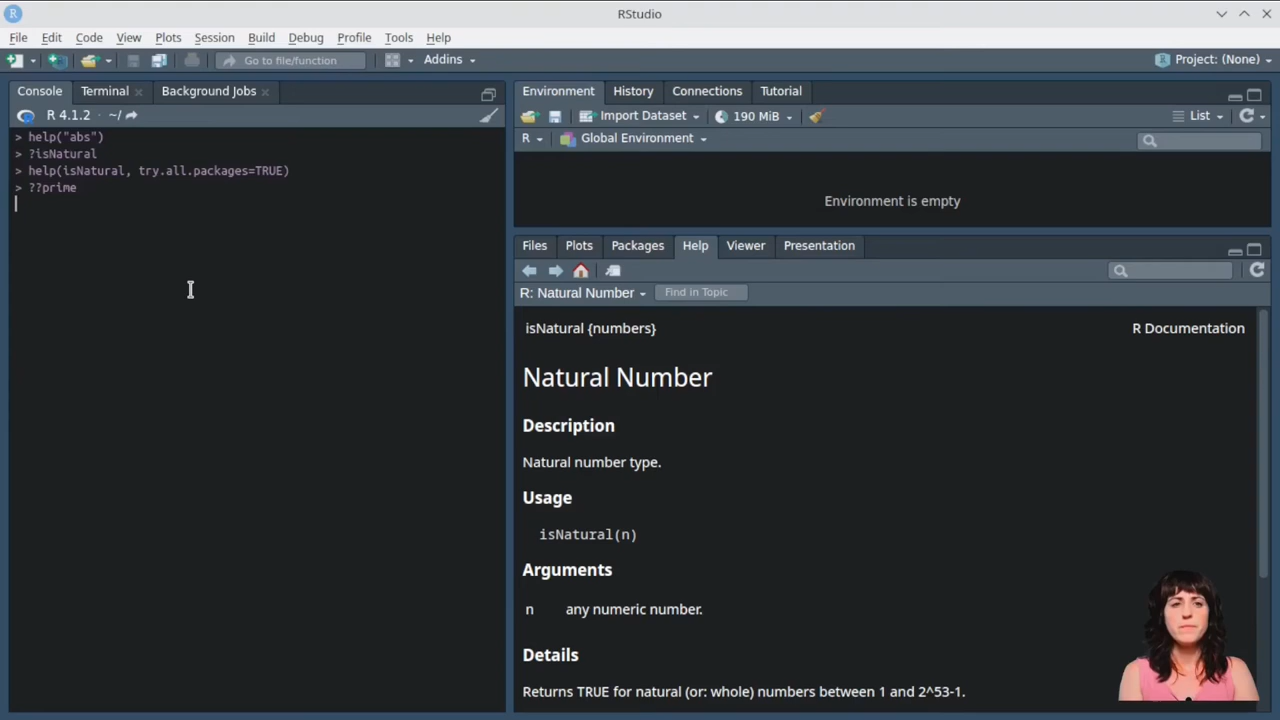 RStudio
File Edit Code View Plots Session Build Debug Profile Tools Help
Go to file/function Addins Project: (None)
Console Terminal Background Jobs
R 4.1.2 · ~/
> help("abs")
> ?isNatural
> help(isNatural, try.all.packages=TRUE)
> ??prime
Environment History Connections Tutorial
Import Dataset 190 MiB List
R Global Environment
Environment is empty
Files Plots Packages Help Viewer Presentation
R: Natural Number Find in Topic
isNatural {numbers} R Documentation
Natural Number
Description
Natural number type.
Usage
isNatural(n)
Arguments
n any numeric number.
Details
Returns TRUE for natural (or: whole) numbers between 1 and 2^53-1.